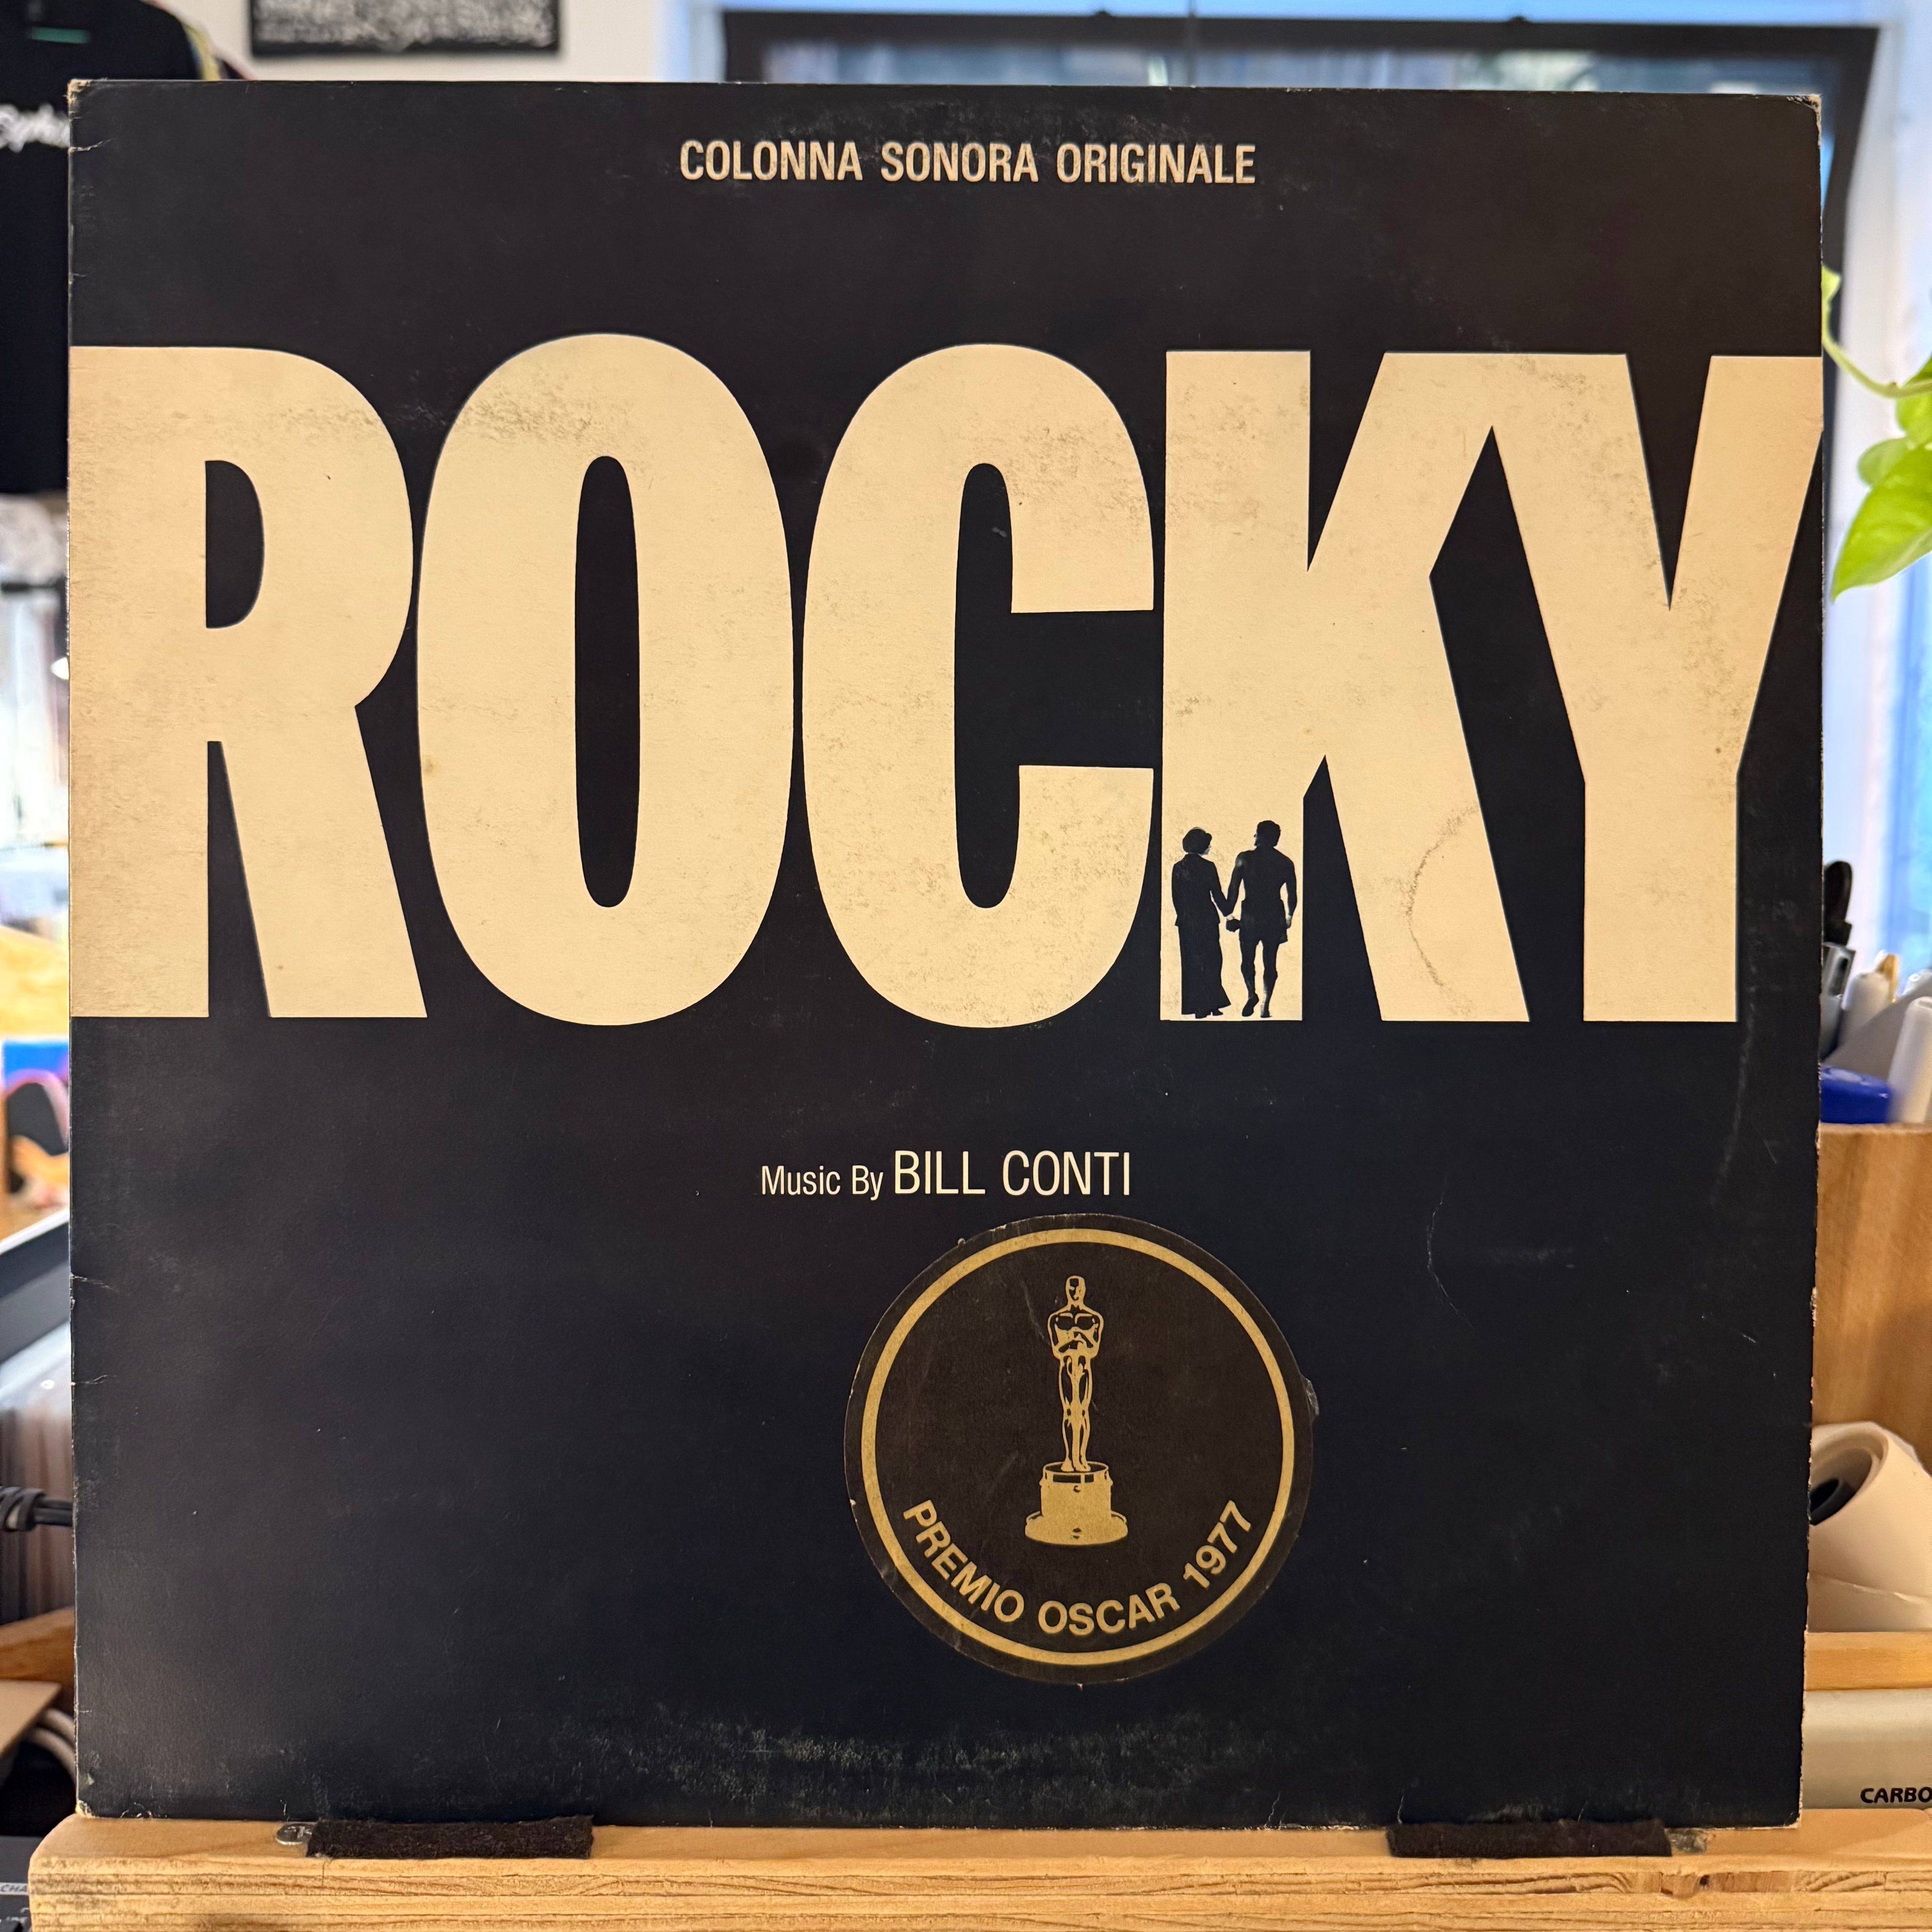 COLONNA SONORA ORIGINALE
ROCKY
Music By BILL CONTI
PREMIO OSCAR 1977
CARBO